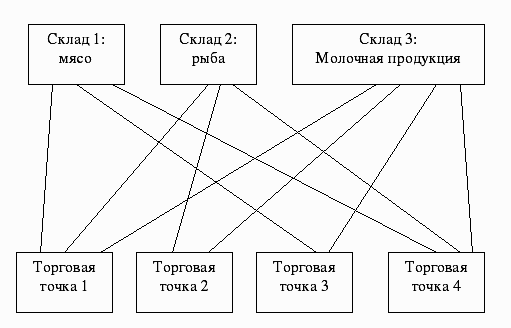 Склад 1:
мясо
Склад 2:
рыба
Склад 3:
Молочная продукция
Торговая
точка 1
Торговая
точка 2
Торговая
точка 3
Торговая
точка 4